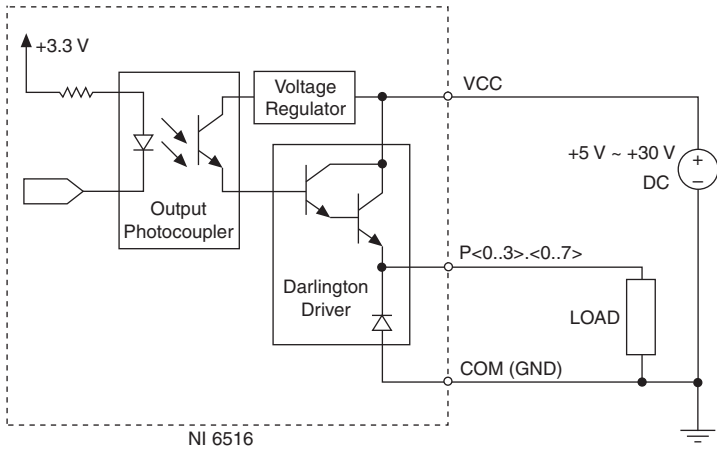 +3.3 V
Voltage
Regulator
VCC
+5 V ~ +30 V
DC
+
–
Output
Photocoupler
P<0..3>.<0..7>
Darlington
Driver
LOAD
COM (GND)
NI 6516